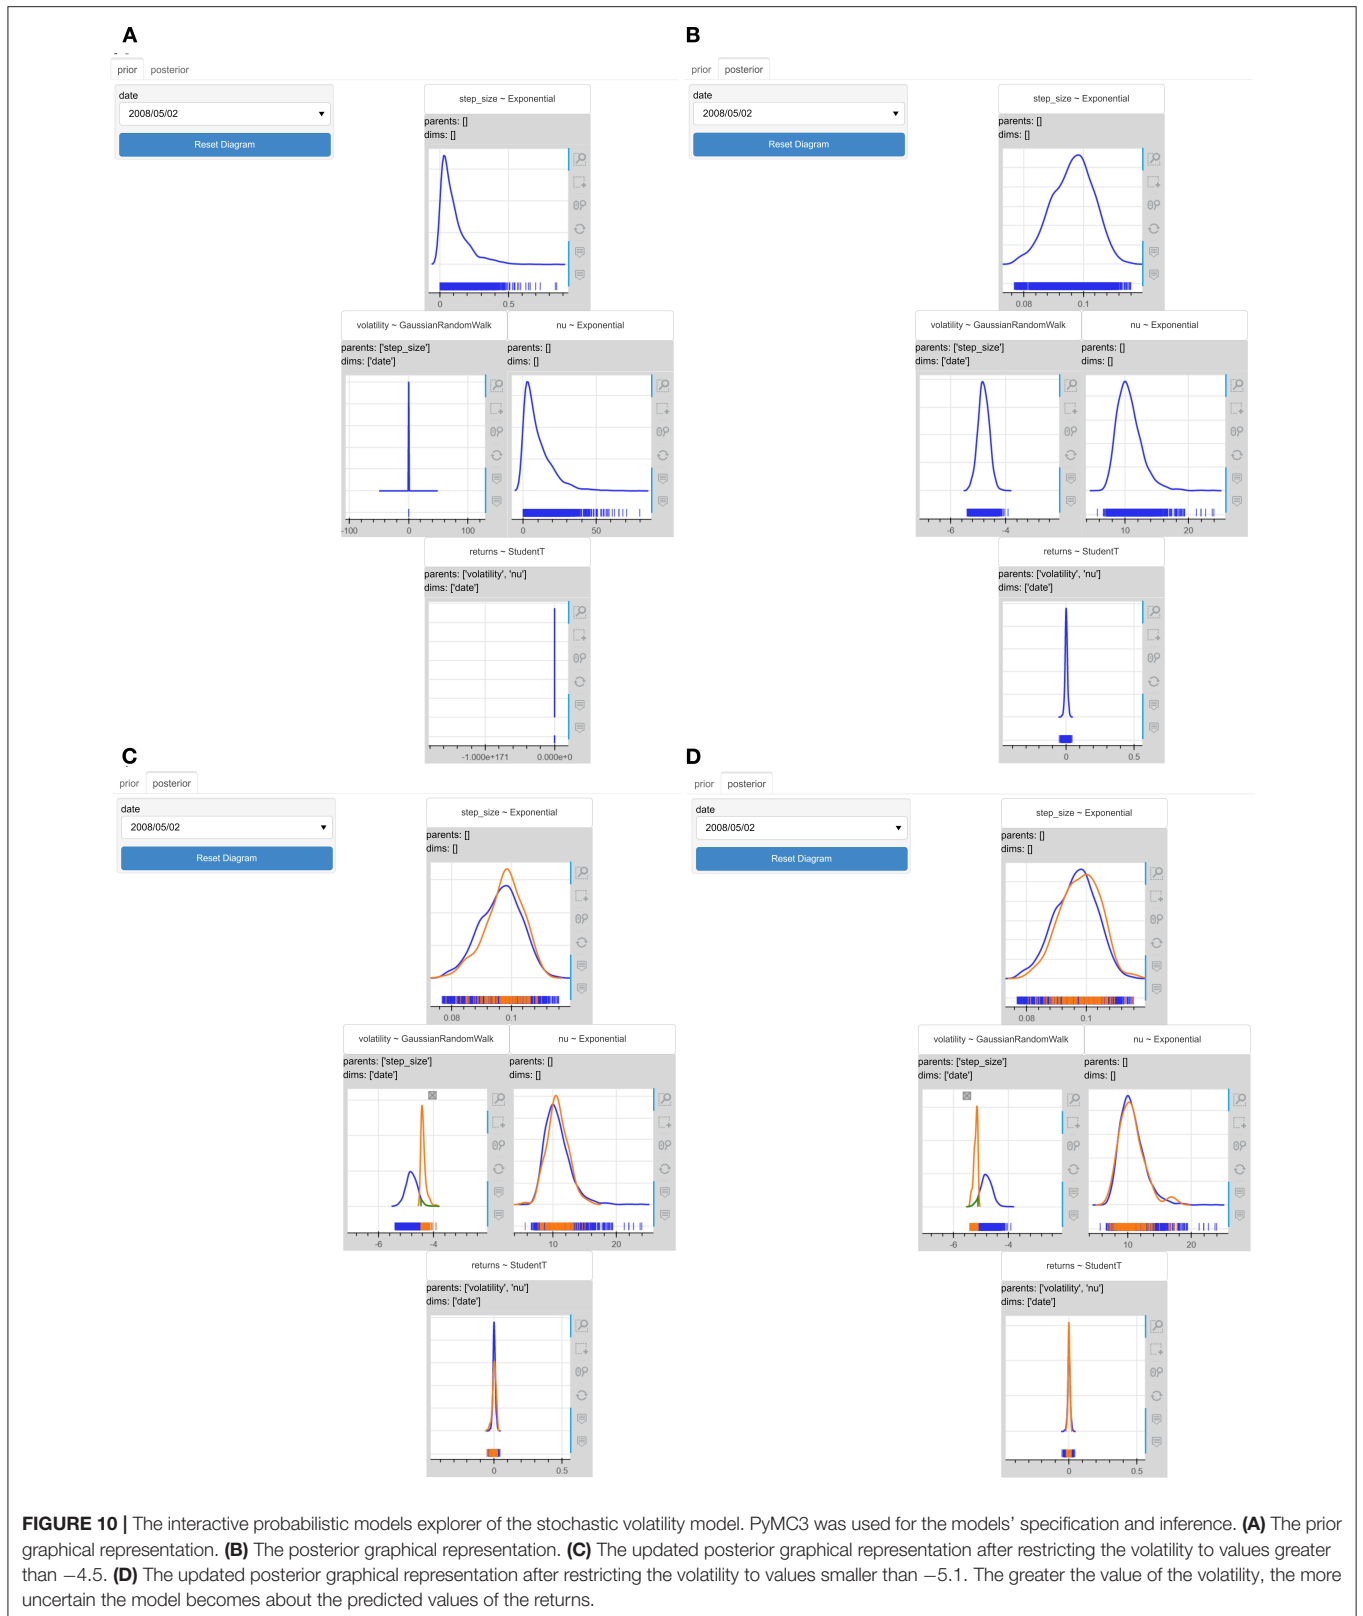 A
prior posterior
date
2008/05/02
Reset Diagram
step_size ~ Exponential
parents: []
dims: []
0 0.5
volatility ~ GaussianRandomWalk
parents: ['step_size']
dims: ['date']
-100 0 100
nu ~ Exponential
parents: []
dims: []
0 50
returns ~ StudentT
parents: ['volatility', 'nu']
dims: ['date']
-1.000e+171 0.000e+0
B
prior posterior
date
2008/05/02
Reset Diagram
step_size ~ Exponential
parents: []
dims: []
0.08 0.1
volatility ~ GaussianRandomWalk
parents: ['step_size']
dims: ['date']
-6 -4
nu ~ Exponential
parents: []
dims: []
10 20
returns ~ StudentT
parents: ['volatility', 'nu']
dims: ['date']
0 0.5
C
prior posterior
date
2008/05/02
Reset Diagram
step_size ~ Exponential
parents: []
dims: []
0.08 0.1
volatility ~ GaussianRandomWalk
parents: ['step_size']
dims: ['date']
-6 -4
nu ~ Exponential
parents: []
dims: []
10 20
returns ~ StudentT
parents: ['volatility', 'nu']
dims: ['date']
0 0.5
D
prior posterior
date
2008/05/02
Reset Diagram
step_size ~ Exponential
parents: []
dims: []
0.08 0.1
volatility ~ GaussianRandomWalk
parents: ['step_size']
dims: ['date']
-6 -4
nu ~ Exponential
parents: []
dims: []
10 20
returns ~ StudentT
parents: ['volatility', 'nu']
dims: ['date']
0 0.5
FIGURE 10 | The interactive probabilistic models explorer of the stochastic volatility model. PyMC3 was used for the models' specification and inference. (A) The prior
graphical representation. (B) The posterior graphical representation. (C) The updated posterior graphical representation after restricting the volatility to values greater
than −4.5. (D) The updated posterior graphical representation after restricting the volatility to values smaller than −5.1. The greater the value of the volatility, the more
uncertain the model becomes about the predicted values of the returns.